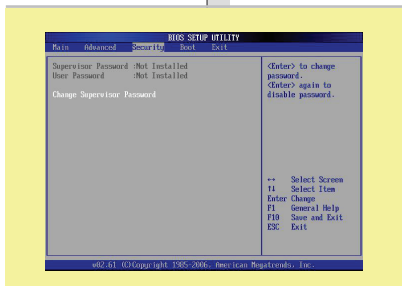 BIOS SETUP UTILITY
Main Advanced Security Boot Exit
Supervisor Password :Not Installed
User Password :Not Installed
Change Supervisor Password
<Enter> to change
password.
<Enter> again to
disable password.
↔ Select Screen
↑↓ Select Item
Enter Change
F1 General Help
F10 Save and Exit
ESC Exit
v02.61 (C)Copyright 1985-2006, American Megatrends, Inc.